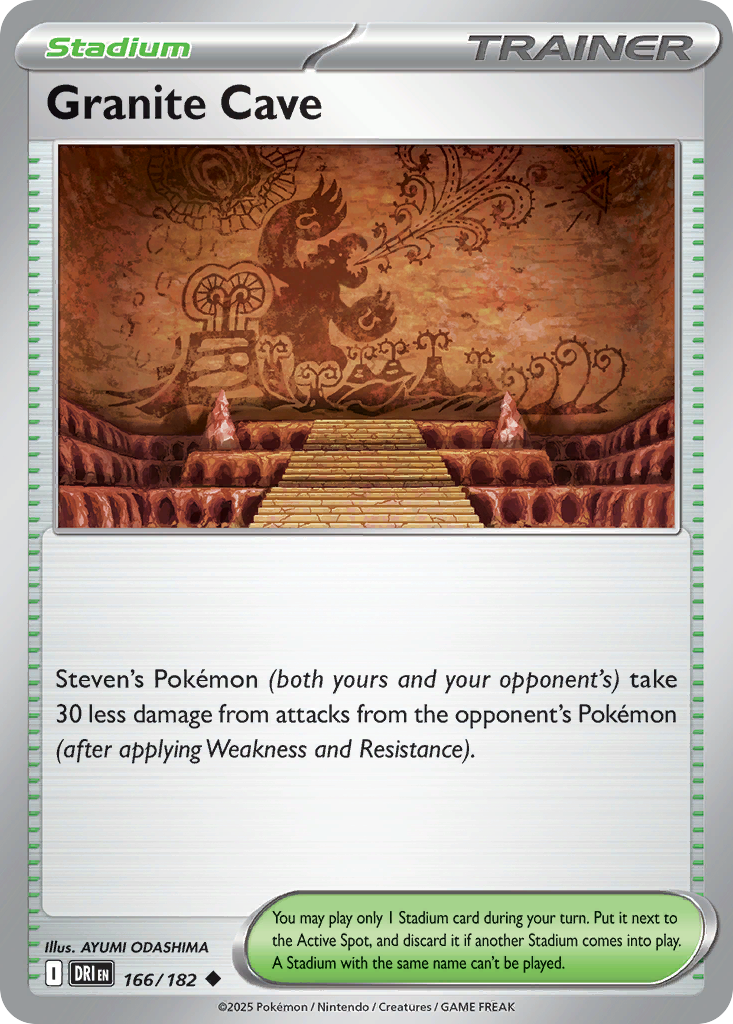 Stadium
TRAINER
Granite Cave
Steven's Pokémon (both yours and your opponent's) take
30 less damage from attacks from the opponent's Pokémon
(after applying Weakness and Resistance).
You may play only 1 Stadium card during your turn. Put it next to
the Active Spot, and discard it if another Stadium comes into play.
A Stadium with the same name can't be played.
Illus. AYUMI ODASHIMA
I DRI EN 166/182 ◆
©2025 Pokémon / Nintendo / Creatures / GAME FREAK